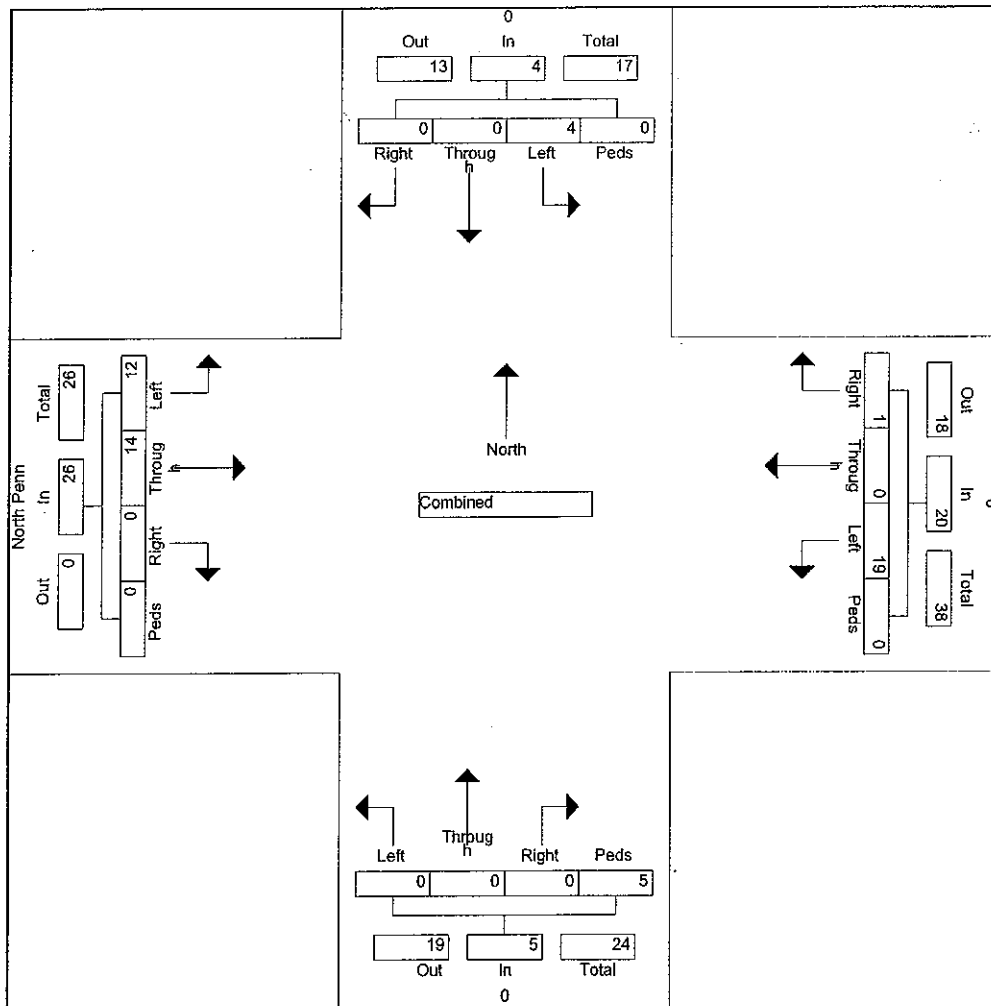 0
Out In Total
13 4 17
0 0 4 0
Right Throug Left Peds
h
North Penn
Total In Out
26 26 0
12 14 0 0
Left Throug Right Peds
h
North
Combined
Right Throug Left Peds
h
1 0 19 0
Out In Total
18 20 38
Left Throug Right Peds
h
0 0 0 5
19 5 24
Out In Total
0